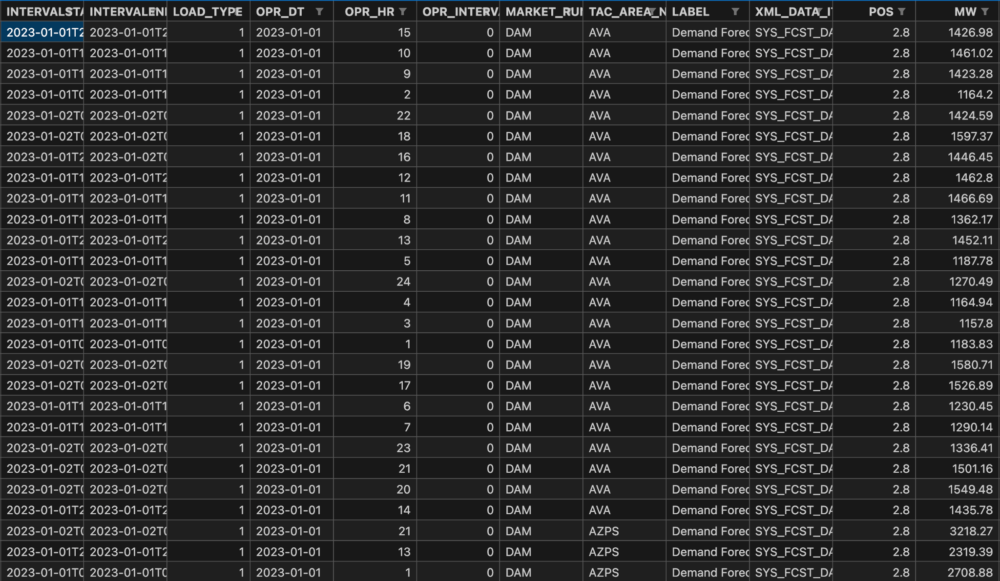 INTERVALSTA INTERVALEN LOAD_TYPE OPR_DT OPR_HR OPR_INTERVA MARKET_RUN TAC_AREA_N LABEL XML_DATA_IT POS MW
2023-01-01T2 2023-01-01T2 1 2023-01-01 15 0 DAM AVA Demand Forec SYS_FCST_DA 2.8 1426.98
2023-01-01T1 2023-01-01T1 1 2023-01-01 10 0 DAM AVA Demand Forec SYS_FCST_DA 2.8 1461.02
2023-01-01T1 2023-01-01T1 1 2023-01-01 9 0 DAM AVA Demand Forec SYS_FCST_DA 2.8 1423.28
2023-01-01T0 2023-01-01T1 1 2023-01-01 2 0 DAM AVA Demand Forec SYS_FCST_DA 2.8 1164.2
2023-01-02T0 2023-01-02T0 1 2023-01-01 22 0 DAM AVA Demand Forec SYS_FCST_DA 2.8 1424.59
2023-01-02T0 2023-01-02T0 1 2023-01-01 18 0 DAM AVA Demand Forec SYS_FCST_DA 2.8 1597.37
2023-01-01T2 2023-01-02T0 1 2023-01-01 16 0 DAM AVA Demand Forec SYS_FCST_DA 2.8 1446.45
2023-01-01T1 2023-01-01T2 1 2023-01-01 12 0 DAM AVA Demand Forec SYS_FCST_DA 2.8 1462.8
2023-01-01T1 2023-01-01T1 1 2023-01-01 11 0 DAM AVA Demand Forec SYS_FCST_DA 2.8 1466.69
2023-01-01T1 2023-01-01T1 1 2023-01-01 8 0 DAM AVA Demand Forec SYS_FCST_DA 2.8 1362.17
2023-01-01T2 2023-01-01T2 1 2023-01-01 13 0 DAM AVA Demand Forec SYS_FCST_DA 2.8 1452.11
2023-01-01T1 2023-01-01T1 1 2023-01-01 5 0 DAM AVA Demand Forec SYS_FCST_DA 2.8 1187.78
2023-01-02T0 2023-01-02T0 1 2023-01-01 24 0 DAM AVA Demand Forec SYS_FCST_DA 2.8 1270.49
2023-01-01T1 2023-01-01T1 1 2023-01-01 4 0 DAM AVA Demand Forec SYS_FCST_DA 2.8 1164.94
2023-01-01T1 2023-01-01T1 1 2023-01-01 3 0 DAM AVA Demand Forec SYS_FCST_DA 2.8 1157.8
2023-01-01T0 2023-01-01T0 1 2023-01-01 1 0 DAM AVA Demand Forec SYS_FCST_DA 2.8 1183.83
2023-01-02T0 2023-01-02T0 1 2023-01-01 19 0 DAM AVA Demand Forec SYS_FCST_DA 2.8 1580.71
2023-01-02T0 2023-01-02T0 1 2023-01-01 17 0 DAM AVA Demand Forec SYS_FCST_DA 2.8 1526.89
2023-01-01T1 2023-01-01T1 1 2023-01-01 6 0 DAM AVA Demand Forec SYS_FCST_DA 2.8 1230.45
2023-01-01T1 2023-01-01T1 1 2023-01-01 7 0 DAM AVA Demand Forec SYS_FCST_DA 2.8 1290.14
2023-01-02T0 2023-01-02T0 1 2023-01-01 23 0 DAM AVA Demand Forec SYS_FCST_DA 2.8 1336.41
2023-01-02T0 2023-01-02T0 1 2023-01-01 21 0 DAM AVA Demand Forec SYS_FCST_DA 2.8 1501.16
2023-01-02T0 2023-01-02T0 1 2023-01-01 20 0 DAM AVA Demand Forec SYS_FCST_DA 2.8 1549.48
2023-01-01T2 2023-01-01T2 1 2023-01-01 14 0 DAM AVA Demand Forec SYS_FCST_DA 2.8 1435.78
2023-01-02T0 2023-01-02T0 1 2023-01-01 21 0 DAM AZPS Demand Forec SYS_FCST_DA 2.8 3218.27
2023-01-01T2 2023-01-01T2 1 2023-01-01 13 0 DAM AZPS Demand Forec SYS_FCST_DA 2.8 2319.39
2023-01-01T0 2023-01-01T0 1 2023-01-01 1 0 DAM AZPS Demand Forec SYS_FCST_DA 2.8 2708.88